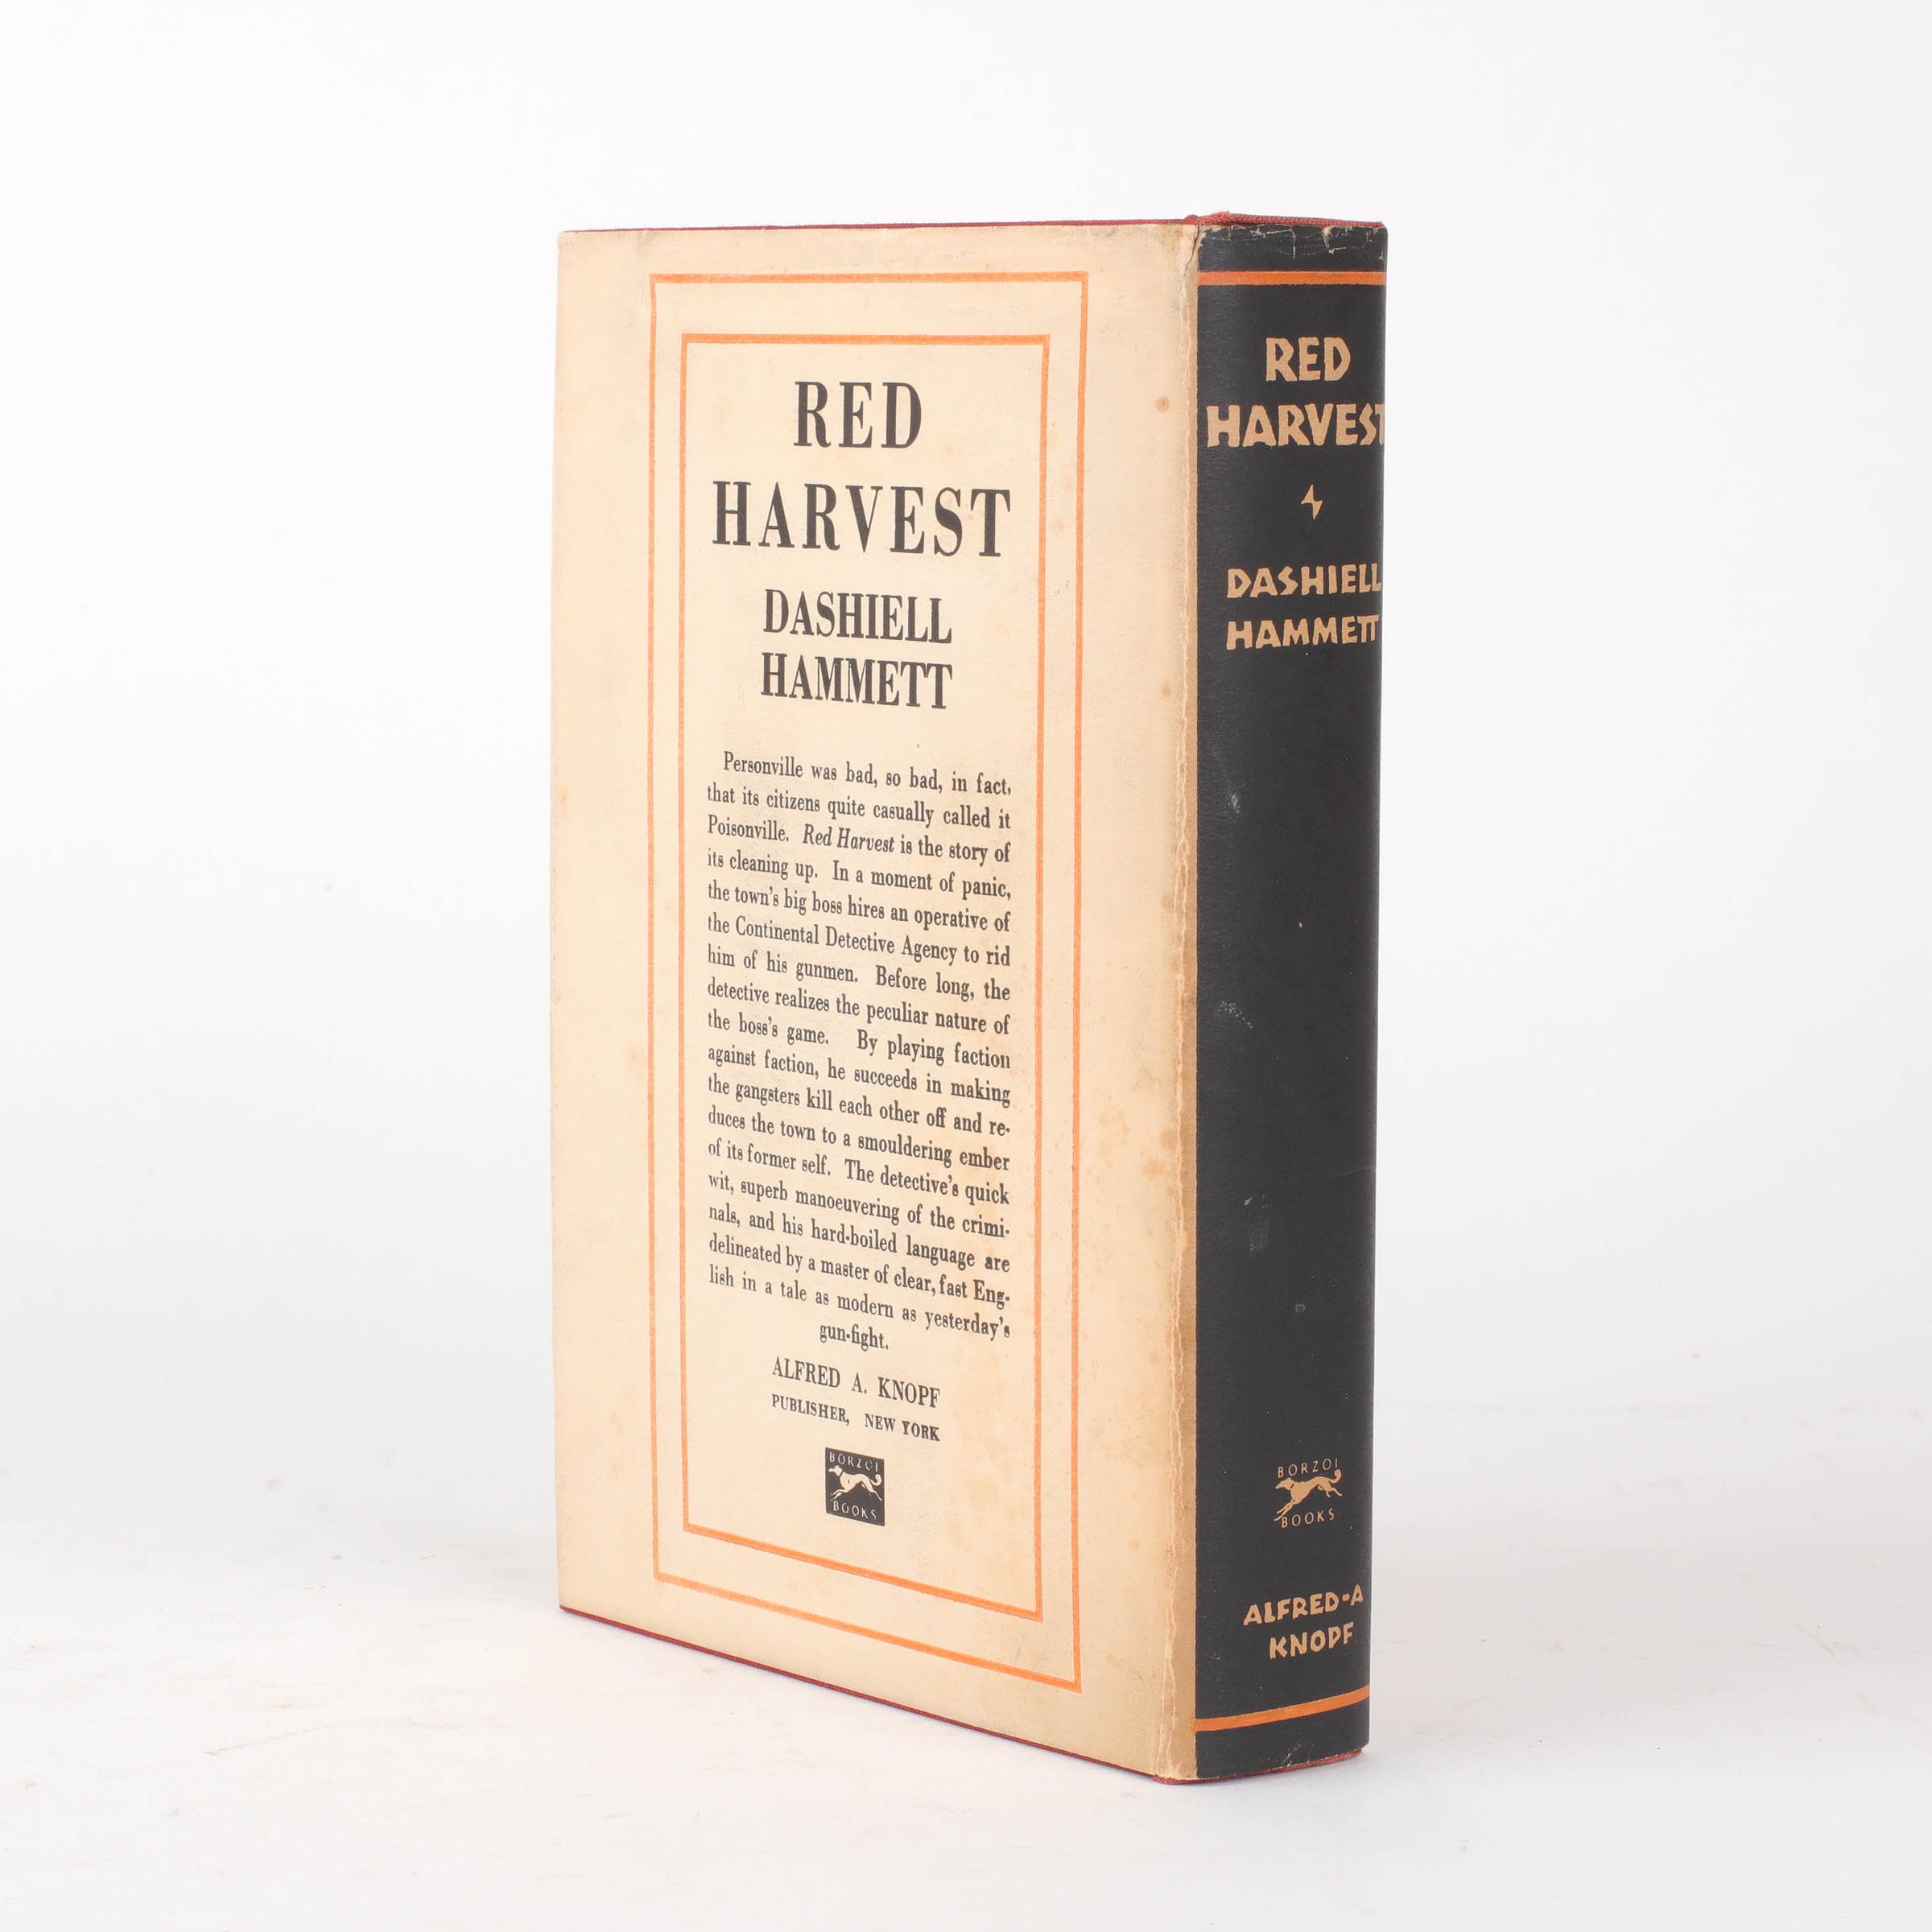 RED
HARVEST
DASHIELL
HAMMETT
Personville was bad, so bad, in fact,
that its citizens quite casually called it
Poisonville. Red Harvest is the story of
its cleaning up. In a moment of panic,
the town's big boss hires an operative of
the Continental Detective Agency to rid
him of his gunmen. Before long, the
detective realizes the peculiar nature of
the boss's game. By playing faction
against faction, he succeeds in making
the gangsters kill each other off and re-
duces the town to a smouldering ember
of its former self. The detective's quick
wit, superb manoeuvering of the crimi-
nals, and his hard-boiled language are
delineated by a master of clear, fast Eng-
lish in a tale as modern as yesterday's
gun-fight.
ALFRED A. KNOPF
PUBLISHER, NEW YORK
BORZOI
BOOKS
RED
HARVEST
DASHIELL
HAMMETT
BORZOI
BOOKS
ALFRED-A
KNOPF